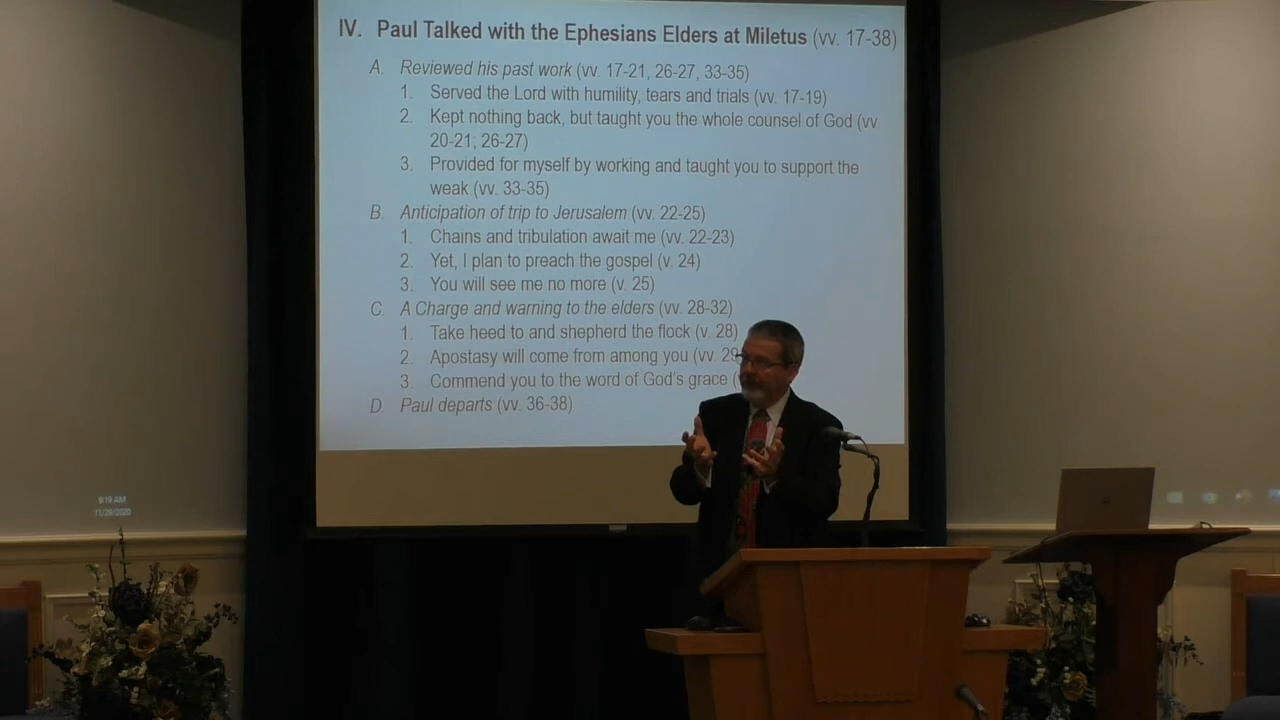 IV. Paul Talked with the Ephesians Elders at Miletus (vv. 17-38)
A. Reviewed his past work (vv. 17-21, 26-27, 33-35)
1. Served the Lord with humility, tears and trials (vv. 17-19)
2. Kept nothing back, but taught you the whole counsel of God (vv.
20-21; 26-27)
3. Provided for myself by working and taught you to support the
weak (vv. 33-35)
B. Anticipation of trip to Jerusalem (vv. 22-25)
1. Chains and tribulation await me (vv. 22-23)
2. Yet, I plan to preach the gospel (v. 24)
3. You will see me no more (v. 25)
C. A Charge and warning to the elders (vv. 28-32)
1. Take heed to and shepherd the flock (v. 28)
2. Apostasy will come from among you (vv. 29
3. Commend you to the word of God's grace (
D. Paul departs (vv. 36-38)
9:19 AM
11/29/2020